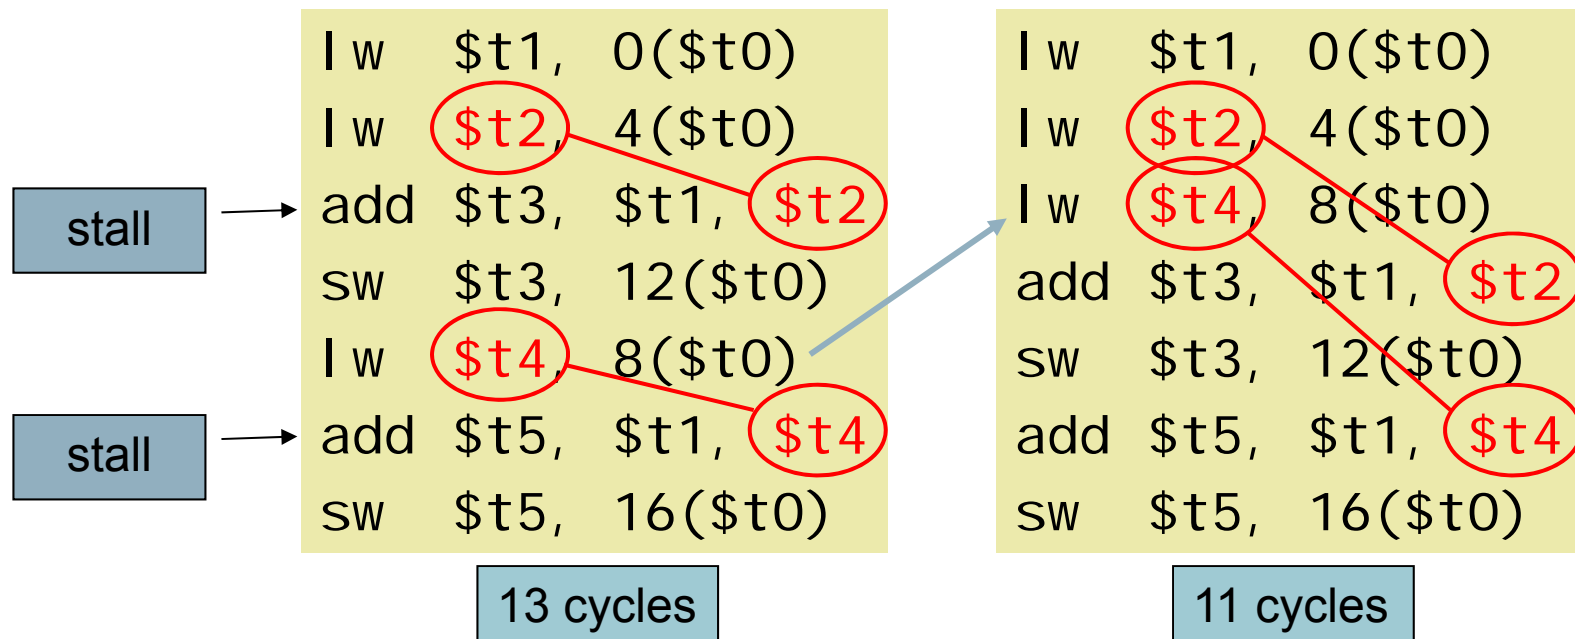 lw $t1, 0($t0)
lw $t2, 4($t0)
stall
add $t3, $t1, $t2
sw $t3, 12($t0)
lw $t4, 8($t0)
stall
add $t5, $t1, $t4
sw $t5, 16($t0)
13 cycles
lw $t1, 0($t0)
lw $t2, 4($t0)
lw $t4, 8($t0)
add $t3, $t1, $t2
sw $t3, 12($t0)
add $t5, $t1, $t4
sw $t5, 16($t0)
11 cycles